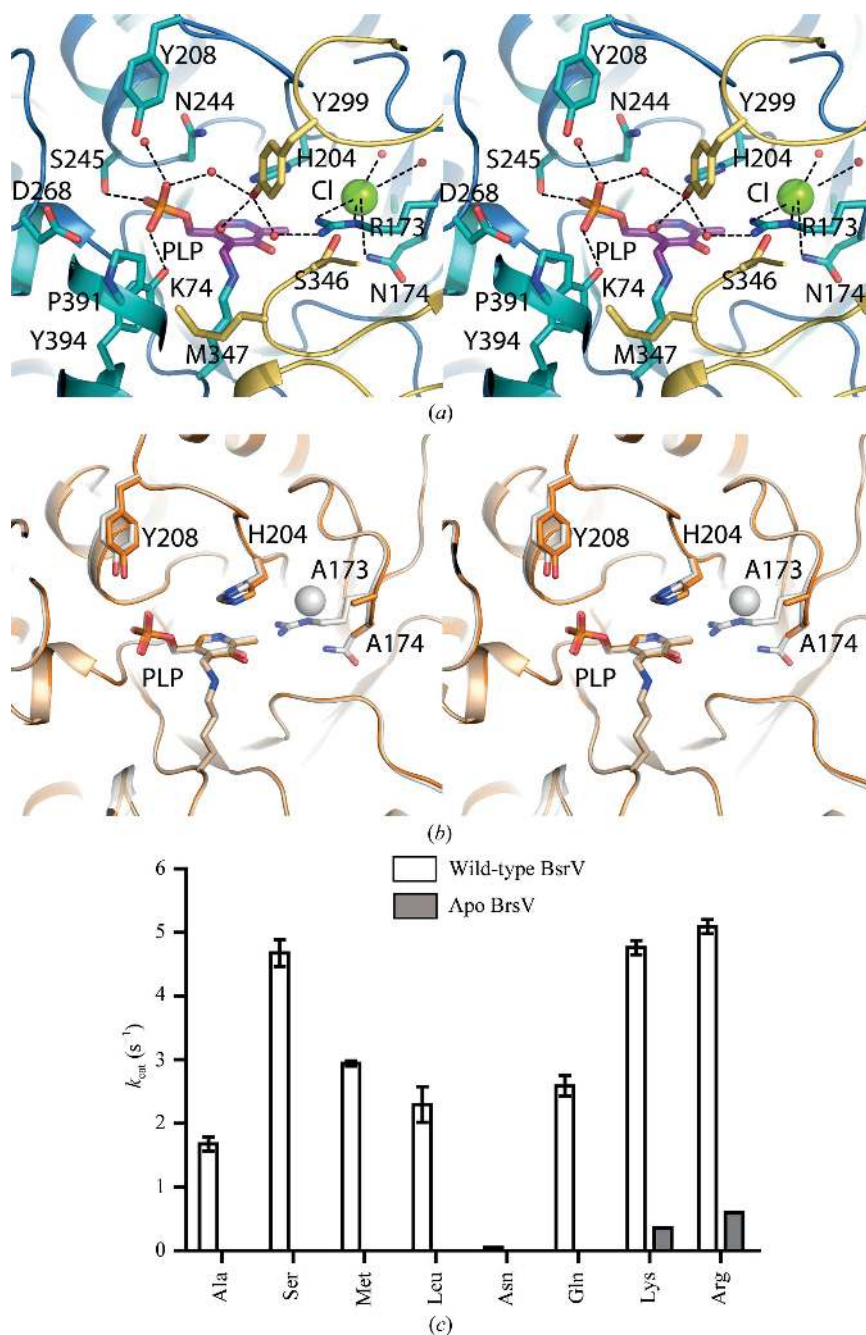 Y208 Y208
N244 Y299 N244 Y299
S245 H204 S245 H204
D268 Cl D268 Cl
PLP R173 PLP R173
P391 K74 S346 N174 P391 K74 S346 N174
Y394 M347 Y394 M347
(a)
Y208 H204 A173 Y208 H204 A173
A174 A174
PLP PLP
(b)
Wild-type BsrV
Apo BrsV
6
5
4
3
2
1
0
k cat (s⁻¹)
Ala Ser Met Leu Asn Gln Lys Arg
(c)